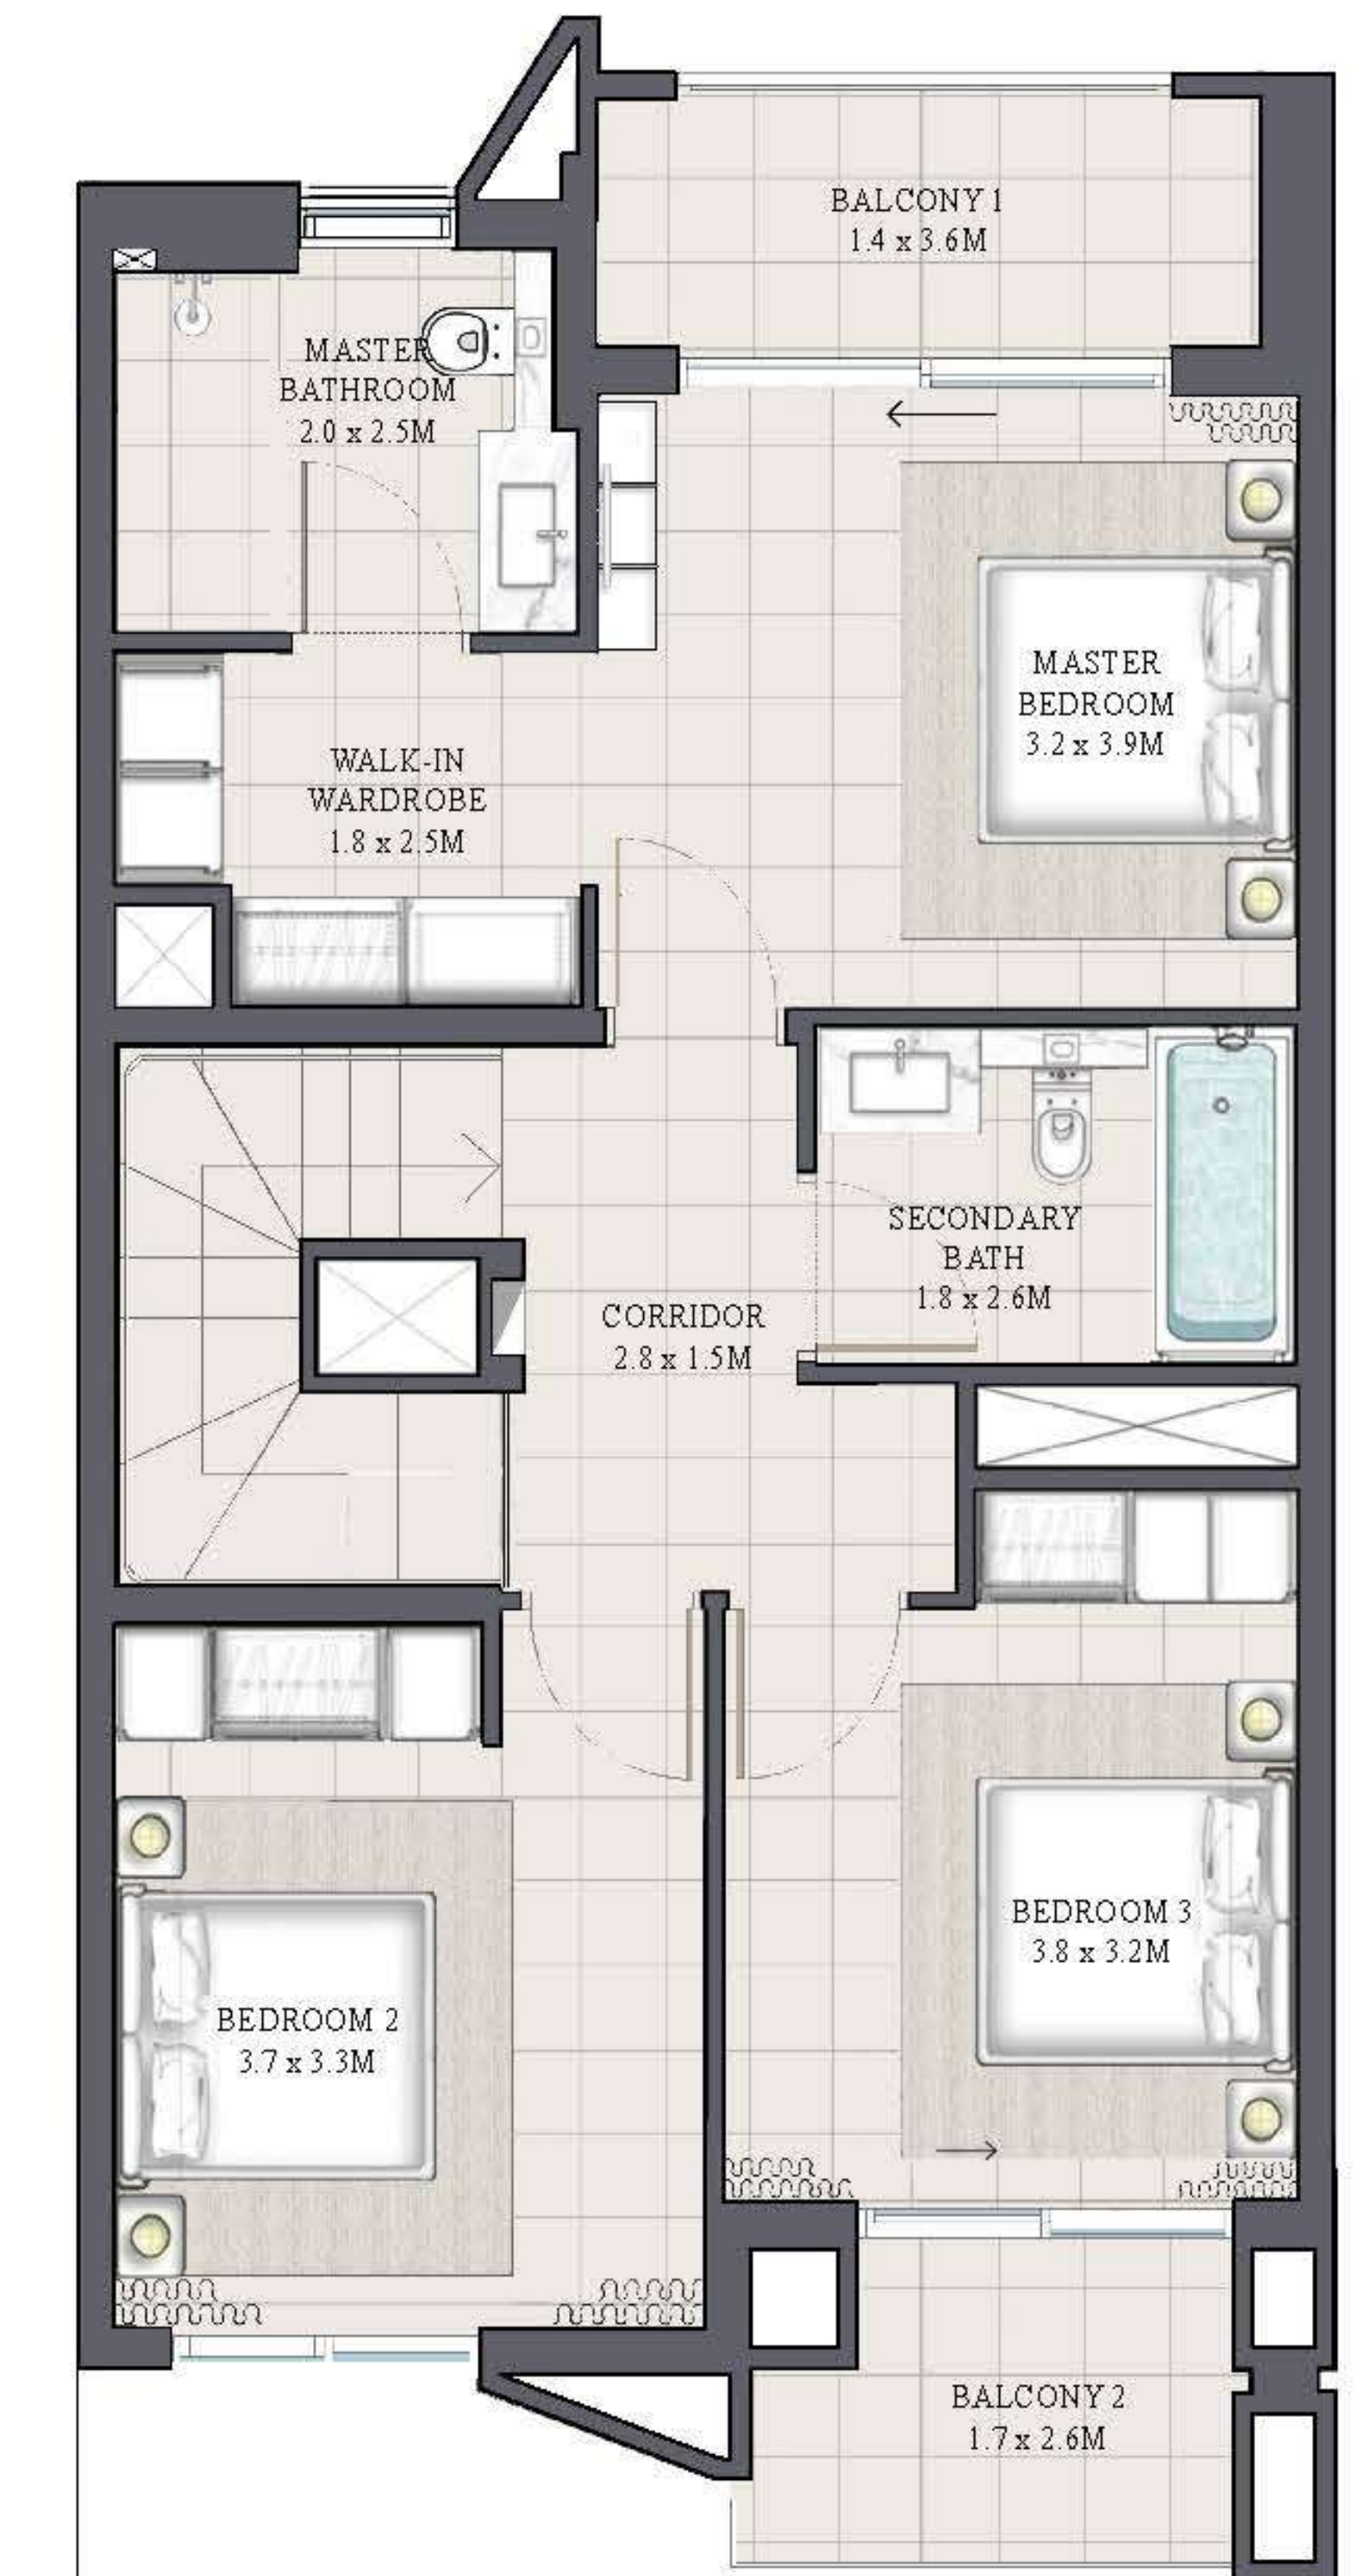 BALCONY 1
1.4 x 3.6M
MASTER
BATHROOM
2.0 x 2.5M
MASTER
BEDROOM
3.2 x 3.9M
WALK-IN
WARDROBE
1.8 x 2.5M
SECONDARY
BATH
1.8 x 2.6M
CORRIDOR
2.8 x 1.5M
BEDROOM 3
3.8 x 3.2M
BEDROOM 2
3.7 x 3.3M
BALCONY 2
1.7 x 2.6M